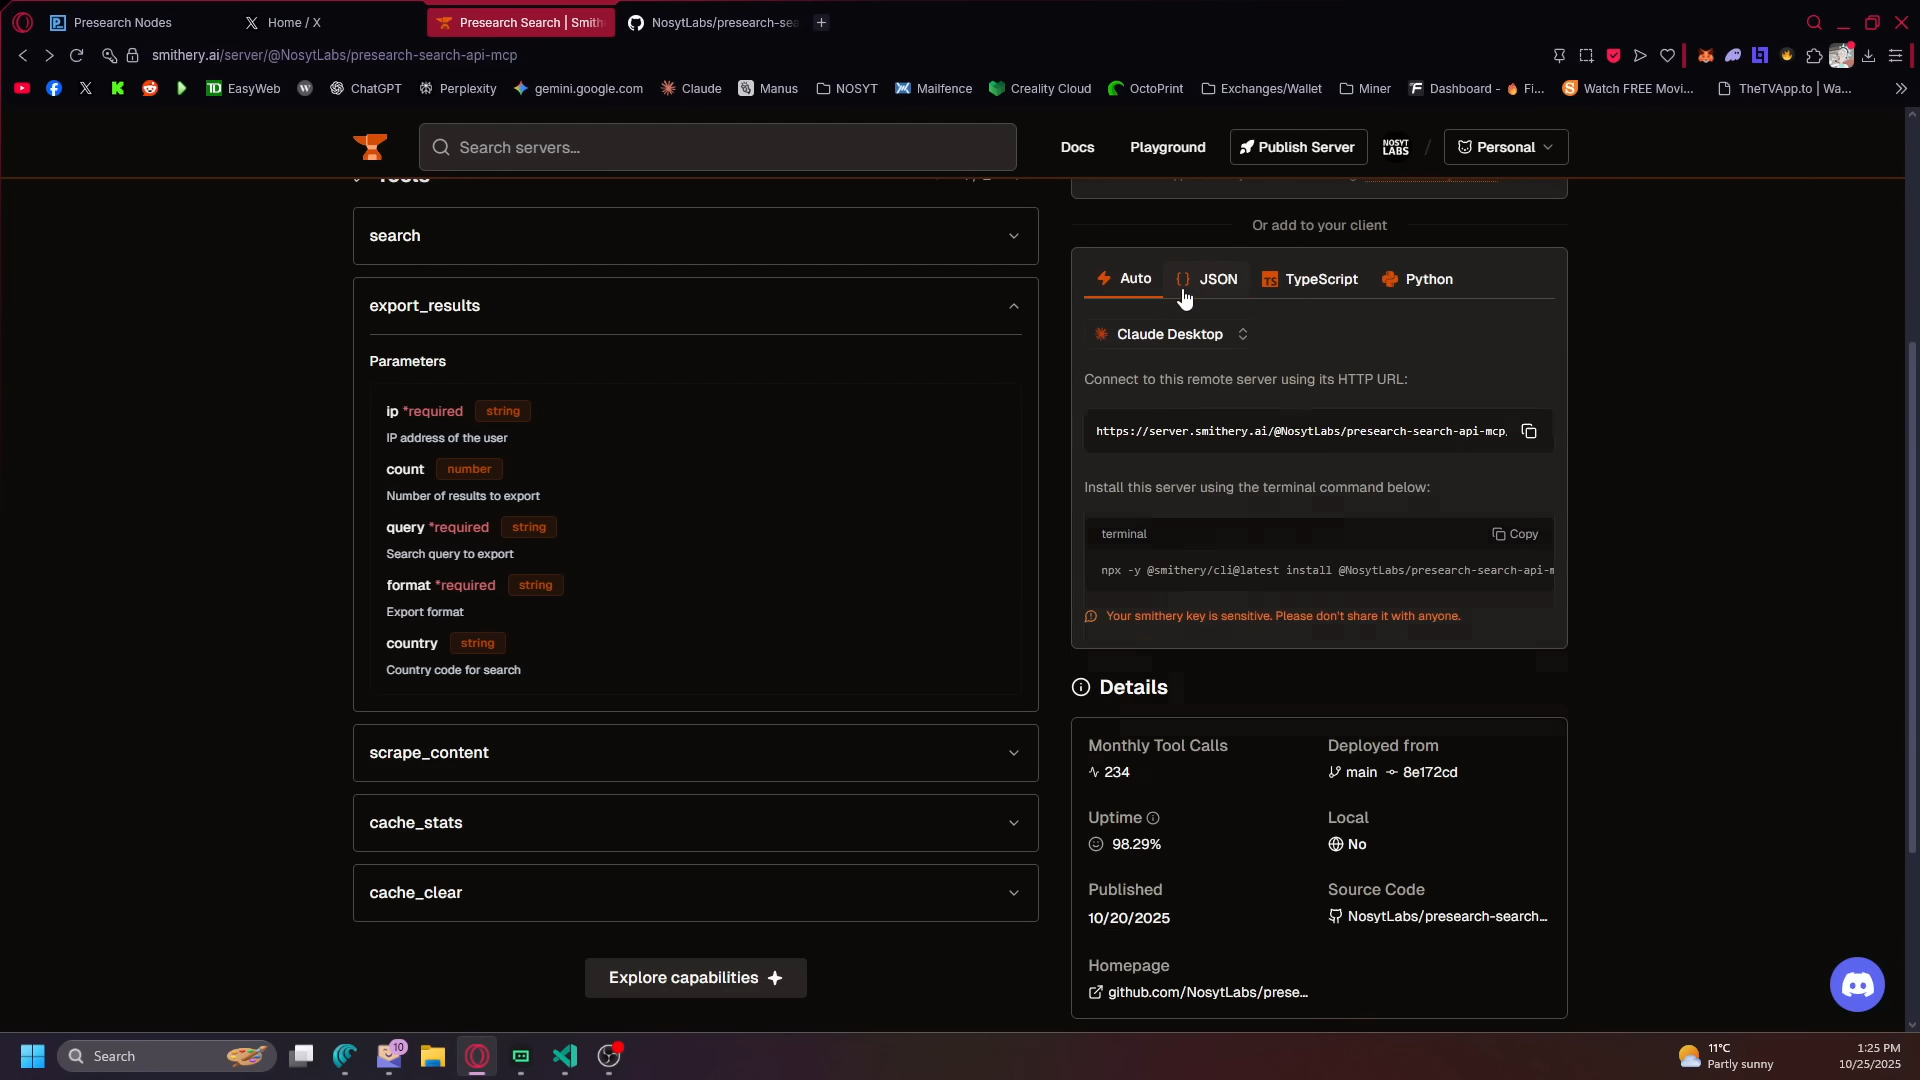 Presearch Nodes
Home / X
Presearch Search | Smith
NosytLabs/presearch-sea
smithery.ai/server/@NosytLabs/presearch-search-api-mcp
TD EasyWeb
ChatGPT
Perplexity
gemini.google.com
Claude
Manus
NOSYT
Mailfence
Creality Cloud
OctoPrint
Exchanges/Wallet
Miner
Dashboard - 🔥 Fi...
Watch FREE Movi...
TheTVApp.to | Wa...
Search servers...
Docs
Playground
Publish Server
NOSYT
LABS
/
Personal
Tools
search
export_results
Parameters
ip *required string
IP address of the user
count number
Number of results to export
query *required string
Search query to export
format *required string
Export format
country string
Country code for search
scrape_content
cache_stats
cache_clear
Explore capabilities
Or add to your client
Auto
{} JSON
TS TypeScript
Python
Claude Desktop
Connect to this remote server using its HTTP URL:
https://server.smithery.ai/@NosytLabs/presearch-search-api-mcp
Install this server using the terminal command below:
terminal
Copy
npx -y @smithery/cli@latest install @NosytLabs/presearch-search-api-m
Your smithery key is sensitive. Please don't share it with anyone.
Details
Monthly Tool Calls
234
Deployed from
main 8e172cd
Uptime
98.29%
Local
No
Published
10/20/2025
Source Code
NosytLabs/presearch-search...
Homepage
github.com/NosytLabs/prese...
Search
10
11°C
Partly sunny
1:25 PM
10/25/2025